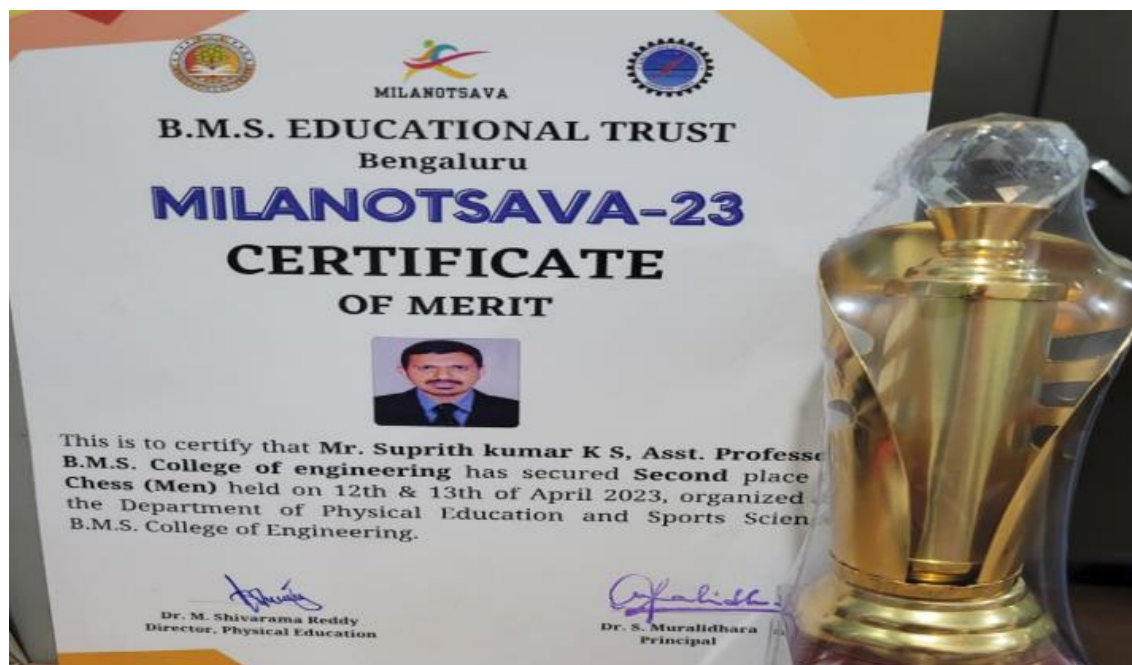 MILANOTSAVA
B.M.S. EDUCATIONAL TRUST
Bengaluru
MILANOTSAVA-23
CERTIFICATE
OF MERIT
This is to certify that Mr. Suprith kumar K S, Asst. Professo
B.M.S. College of engineering has secured Second place
Chess (Men) held on 12th & 13th of April 2023, organized
the Department of Physical Education and Sports Scien
B.M.S. College of Engineering.
Dr. M. Shivarama Reddy
Director, Physical Education
Dr. S. Muralidhara
Principal